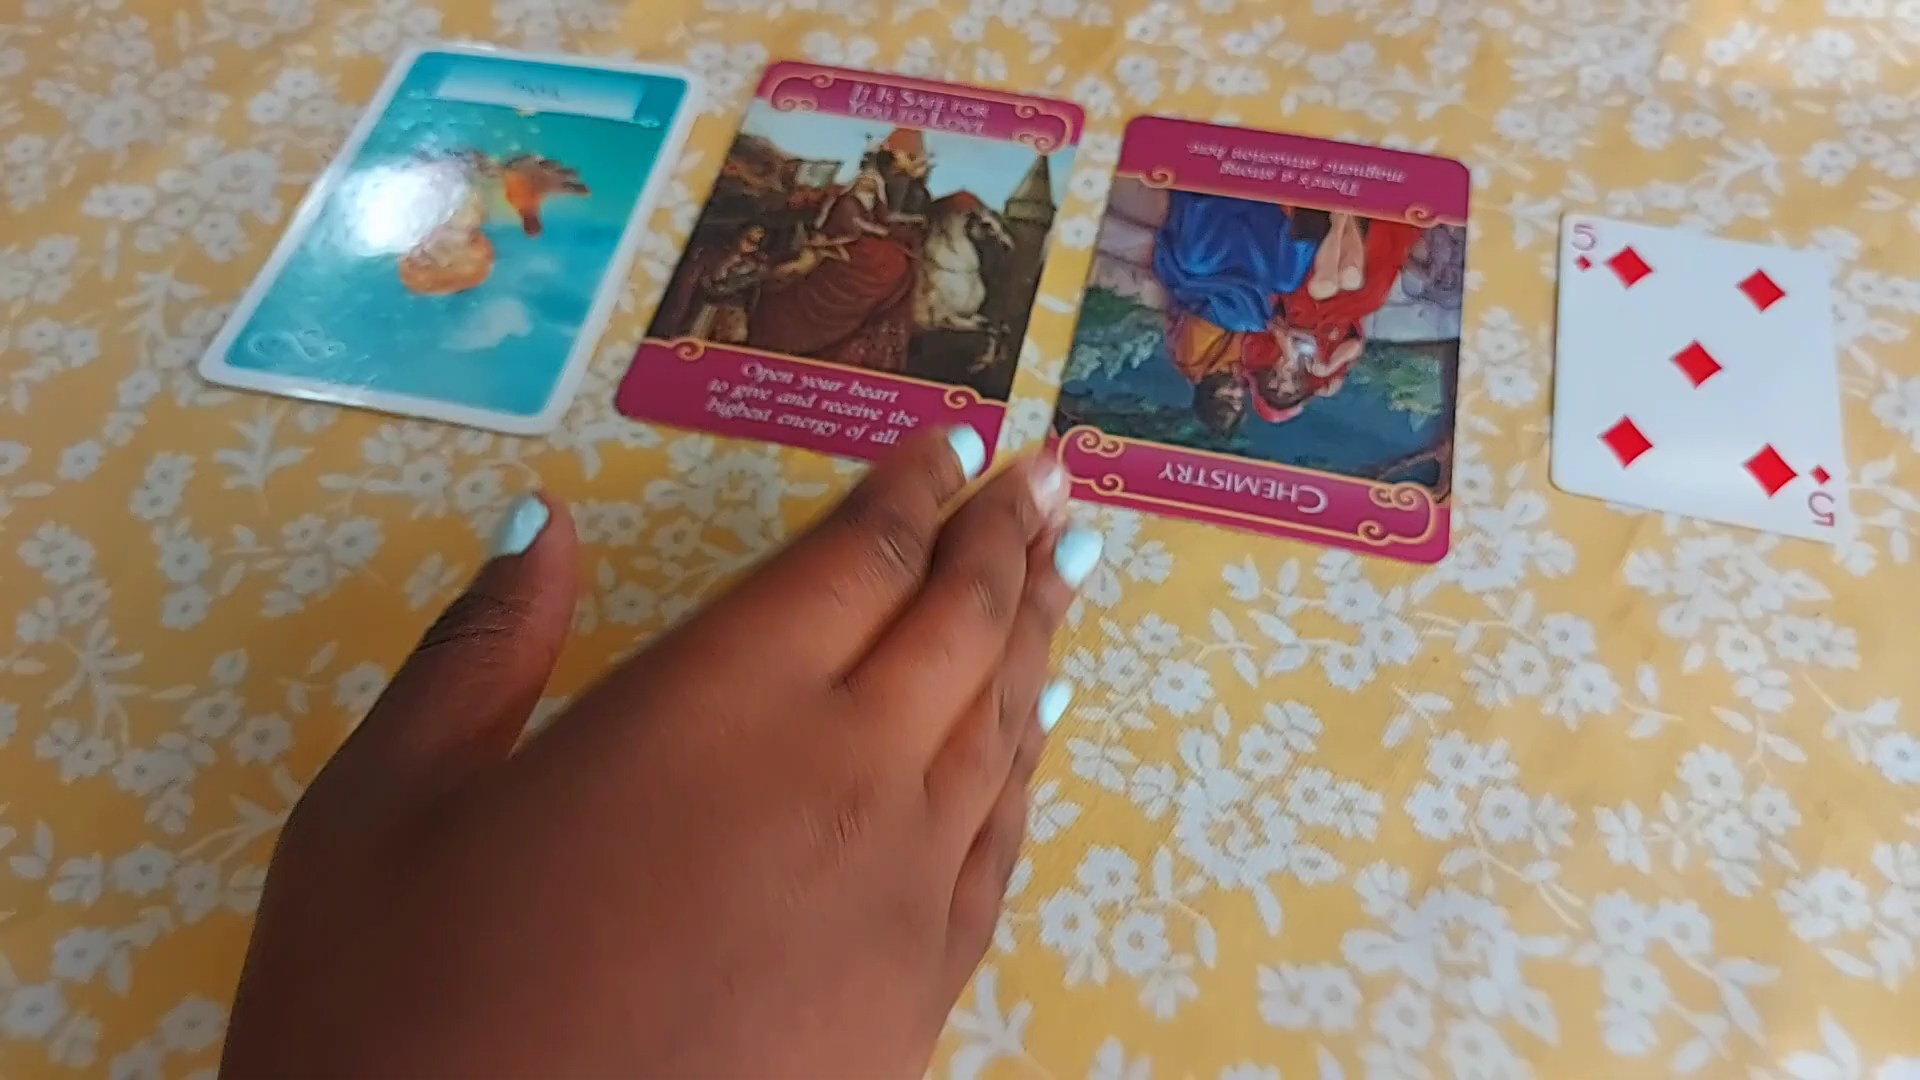 It Is Safe for
You to Love
Open your heart
to give and receive the
highest energy of all.
There's a strong
magnetic attraction here.
Chemistry
5
5